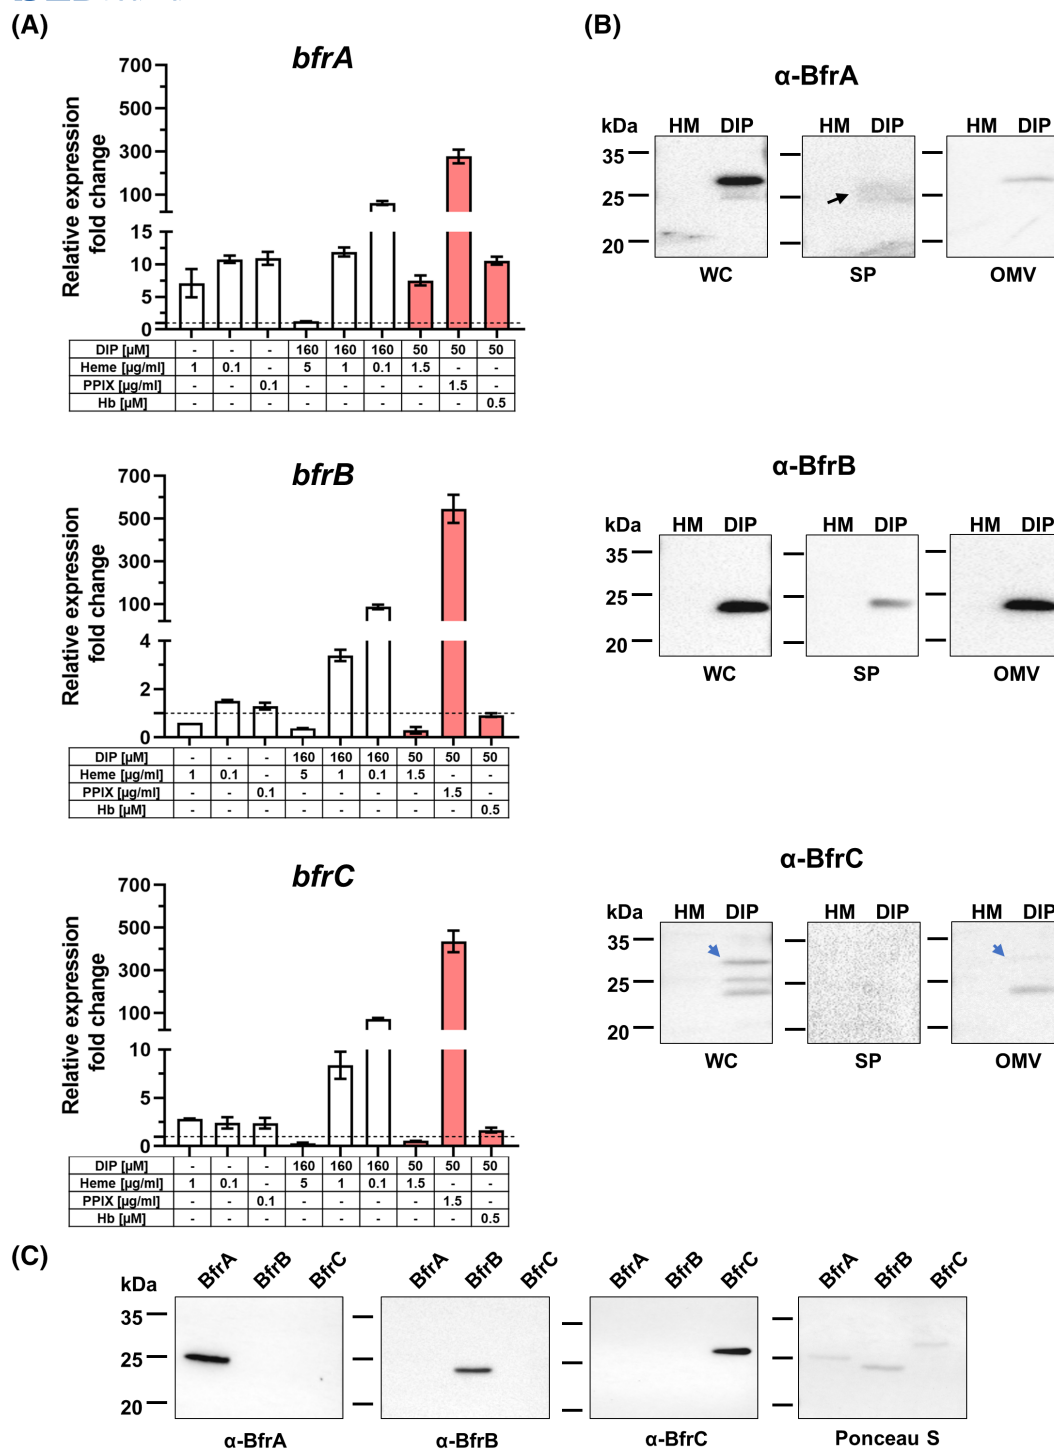 (A)
bfrA
Relative expression
fold change
700
500
300
100
15
10
5
0
DIP [µM] - - - 160 160 160 50 50 50
Heme [µg/ml] 1 0.1 - 5 1 0.1 1.5 - -
PPIX [µg/ml] - - 0.1 - - - - 1.5 -
Hb [µM] - - - - - - - - 0.5
bfrB
Relative expression
fold change
700
500
300
100
4
2
0
DIP [µM] - - - 160 160 160 50 50 50
Heme [µg/ml] 1 0.1 - 5 1 0.1 1.5 - -
PPIX [µg/ml] - - 0.1 - - - - 1.5 -
Hb [µM] - - - - - - - - 0.5
bfrC
Relative expression
fold change
700
500
300
100
10
5
0
DIP [µM] - - - 160 160 160 50 50 50
Heme [µg/ml] 1 0.1 - 5 1 0.1 1.5 - -
PPIX [µg/ml] - - 0.1 - - - - 1.5 -
Hb [µM] - - - - - - - - 0.5
(B)
α-BfrA
kDa HM DIP HM DIP HM DIP
35
25
20
WC SP OMV
α-BfrB
kDa HM DIP HM DIP HM DIP
35
25
20
WC SP OMV
α-BfrC
kDa HM DIP HM DIP HM DIP
35
25
20
WC SP OMV
(C)
kDa BfrA BfrB BfrC BfrA BfrB BfrC BfrA BfrB BfrC BfrA BfrB BfrC
35
25
20
α-BfrA α-BfrB α-BfrC Ponceau S